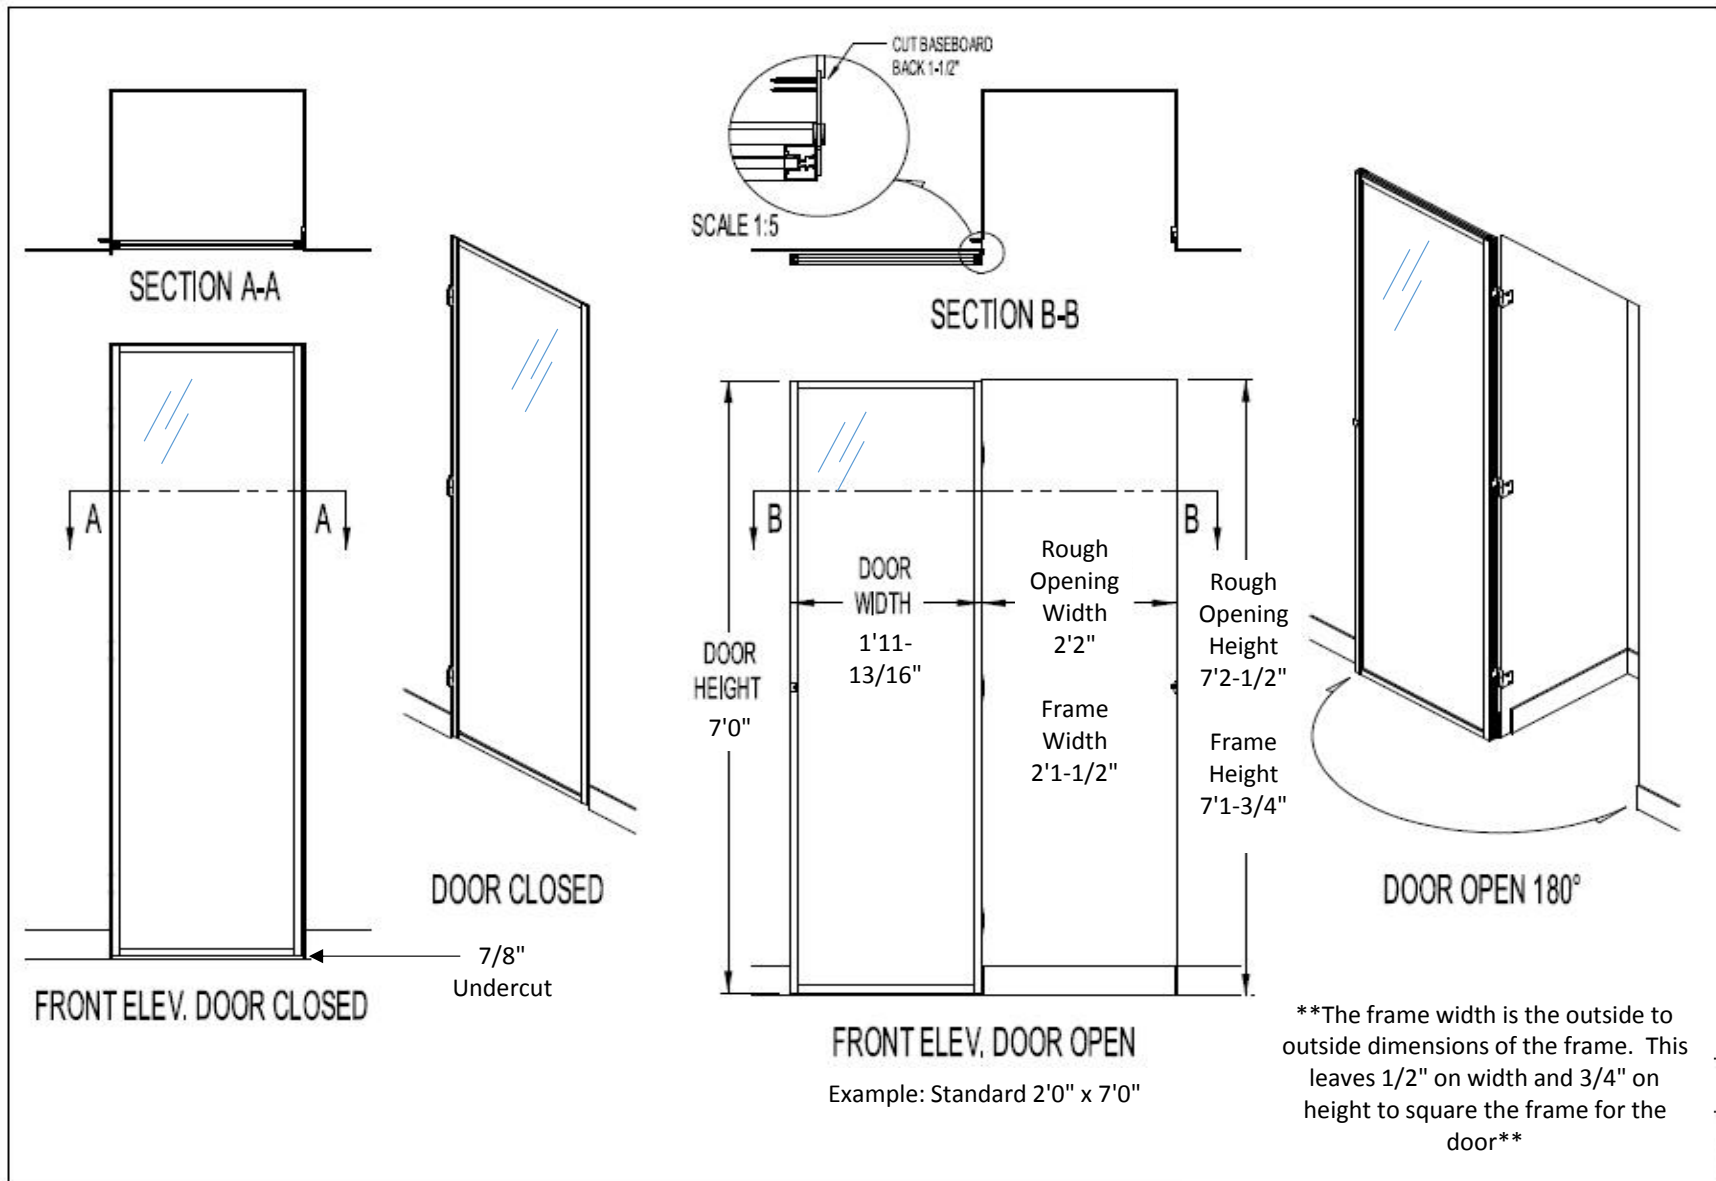 CUT BASEBOARD
BACK 1-1/2"
SCALE 1:5
SECTION A-A
SECTION B-B
A
A
B
B
DOOR
WIDTH
1'11-
13/16"
Rough
Opening
Width
2'2"
Frame
Width
2'1-1/2"
Rough
Opening
Height
7'2-1/2"
Frame
Height
7'1-3/4"
DOOR
HEIGHT
7'0"
DOOR CLOSED
DOOR OPEN 180°
7/8"
Undercut
FRONT ELEV. DOOR CLOSED
FRONT ELEV. DOOR OPEN
Example: Standard 2'0" x 7'0"
**The frame width is the outside to
outside dimensions of the frame. This
leaves 1/2" on width and 3/4" on
height to square the frame for the
door**